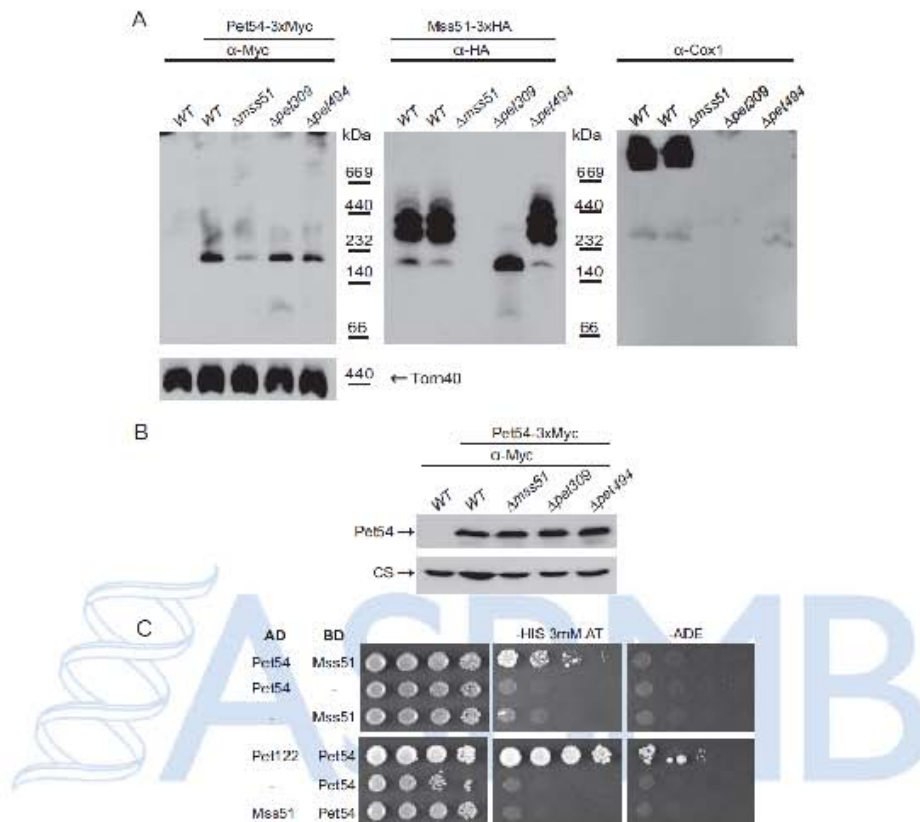 A
Pet54-3xMyc
α-Myc
WT WT Δmss51 Δpet309 Δpet494
kDa
669
440
232
140
66
440 ← Tom40
Mss51-3xHA
α-HA
WT WT Δmss51 Δpet309 Δpet494
kDa
669
440
232
140
66
α-Cox1
WT WT Δmss51 Δpet309 Δpet494
B
Pet54-3xMyc
α-Myc
WT WT Δmss51 Δpet309 Δpet494
Pet54→
CS→
C
AD BD -HIS 3mM AT -ADE
Pet54 Mss51
Pet54 -
- Mss51
Pet122 Pet54
- Pet54
Mss51 Pet54
ASBMB